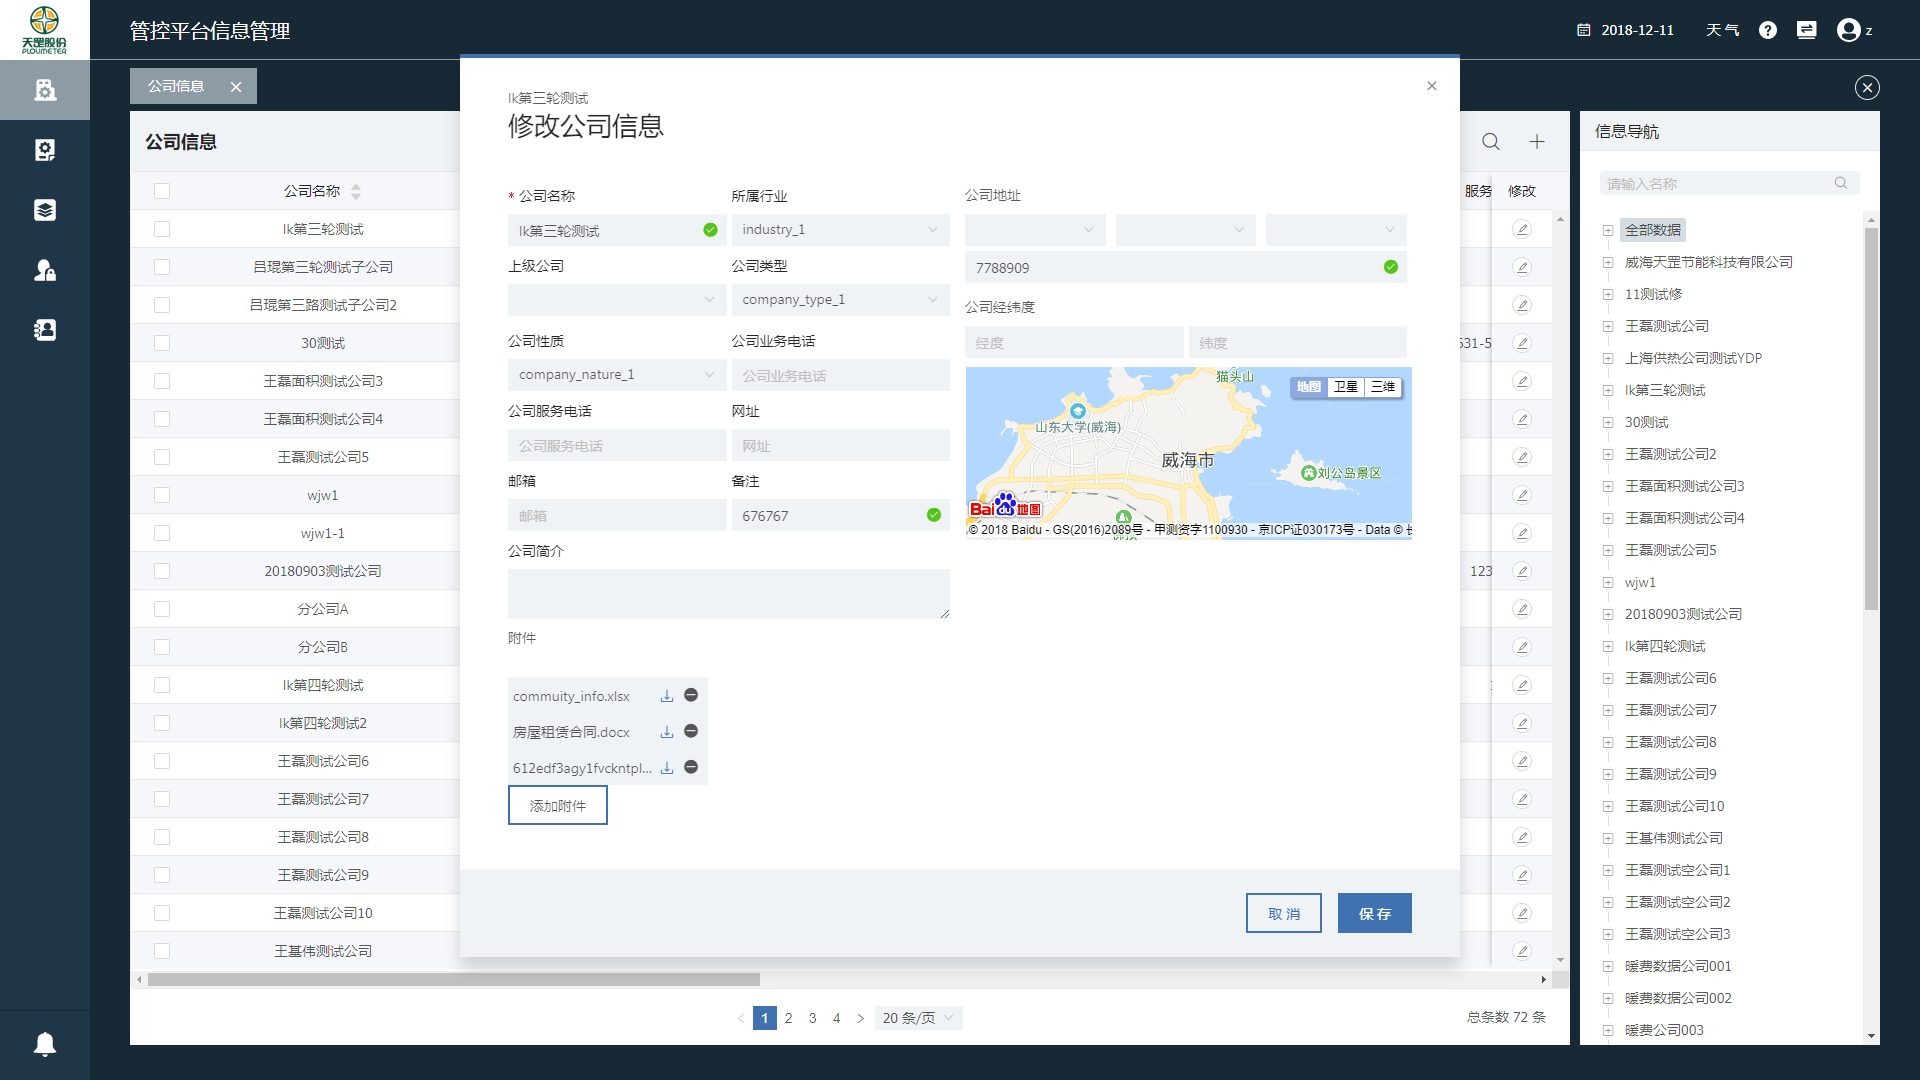 天罡股份
PLOUMETER
管控平台信息管理
2018-12-11
天气
z
公司信息
公司信息
公司名称
lk第三轮测试
吕琨第三轮测试子公司
吕琨第三路测试子公司2
30测试
王磊面积测试公司3
王磊面积测试公司4
王磊测试公司5
wjw1
wjw1-1
20180903测试公司
分公司A
分公司B
lk第四轮测试
lk第四轮测试2
王磊测试公司6
王磊测试公司7
王磊测试公司8
王磊测试公司9
王磊测试公司10
王基伟测试公司
服务
修改
531-5
123
lk第三轮测试
修改公司信息
* 公司名称
所属行业
公司地址
lk第三轮测试
industry_1
上级公司
公司类型
7788909
company_type_1
公司经纬度
经度
纬度
公司性质
公司业务电话
company_nature_1
公司业务电话
公司服务电话
网址
公司服务电话
网址
邮箱
备注
邮箱
676767
公司简介
附件
commuity_info.xlsx
房屋租赁合同.docx
612edf3agy1fvckntpl...
添加附件
猫头山
地图
卫星
三维
山东大学(威海)
威海市
刘公岛景区
Bai du 地图
© 2018 Baidu - GS(2016)2089号 - 甲测资字1100930 - 京ICP证030173号 - Data ©
取 消
保 存
1
2
3
4
20 条/页
总条数 72 条
信息导航
请输入名称
全部数据
威海天罡节能科技有限公司
11测试修
王磊测试公司
上海供热公司测试YDP
lk第三轮测试
30测试
王磊测试公司2
王磊面积测试公司3
王磊面积测试公司4
王磊测试公司5
wjw1
20180903测试公司
lk第四轮测试
王磊测试公司6
王磊测试公司7
王磊测试公司8
王磊测试公司9
王磊测试公司10
王基伟测试公司
王磊测试空公司1
王磊测试空公司2
王磊测试空公司3
暖费数据公司001
暖费数据公司002
暖费公司003